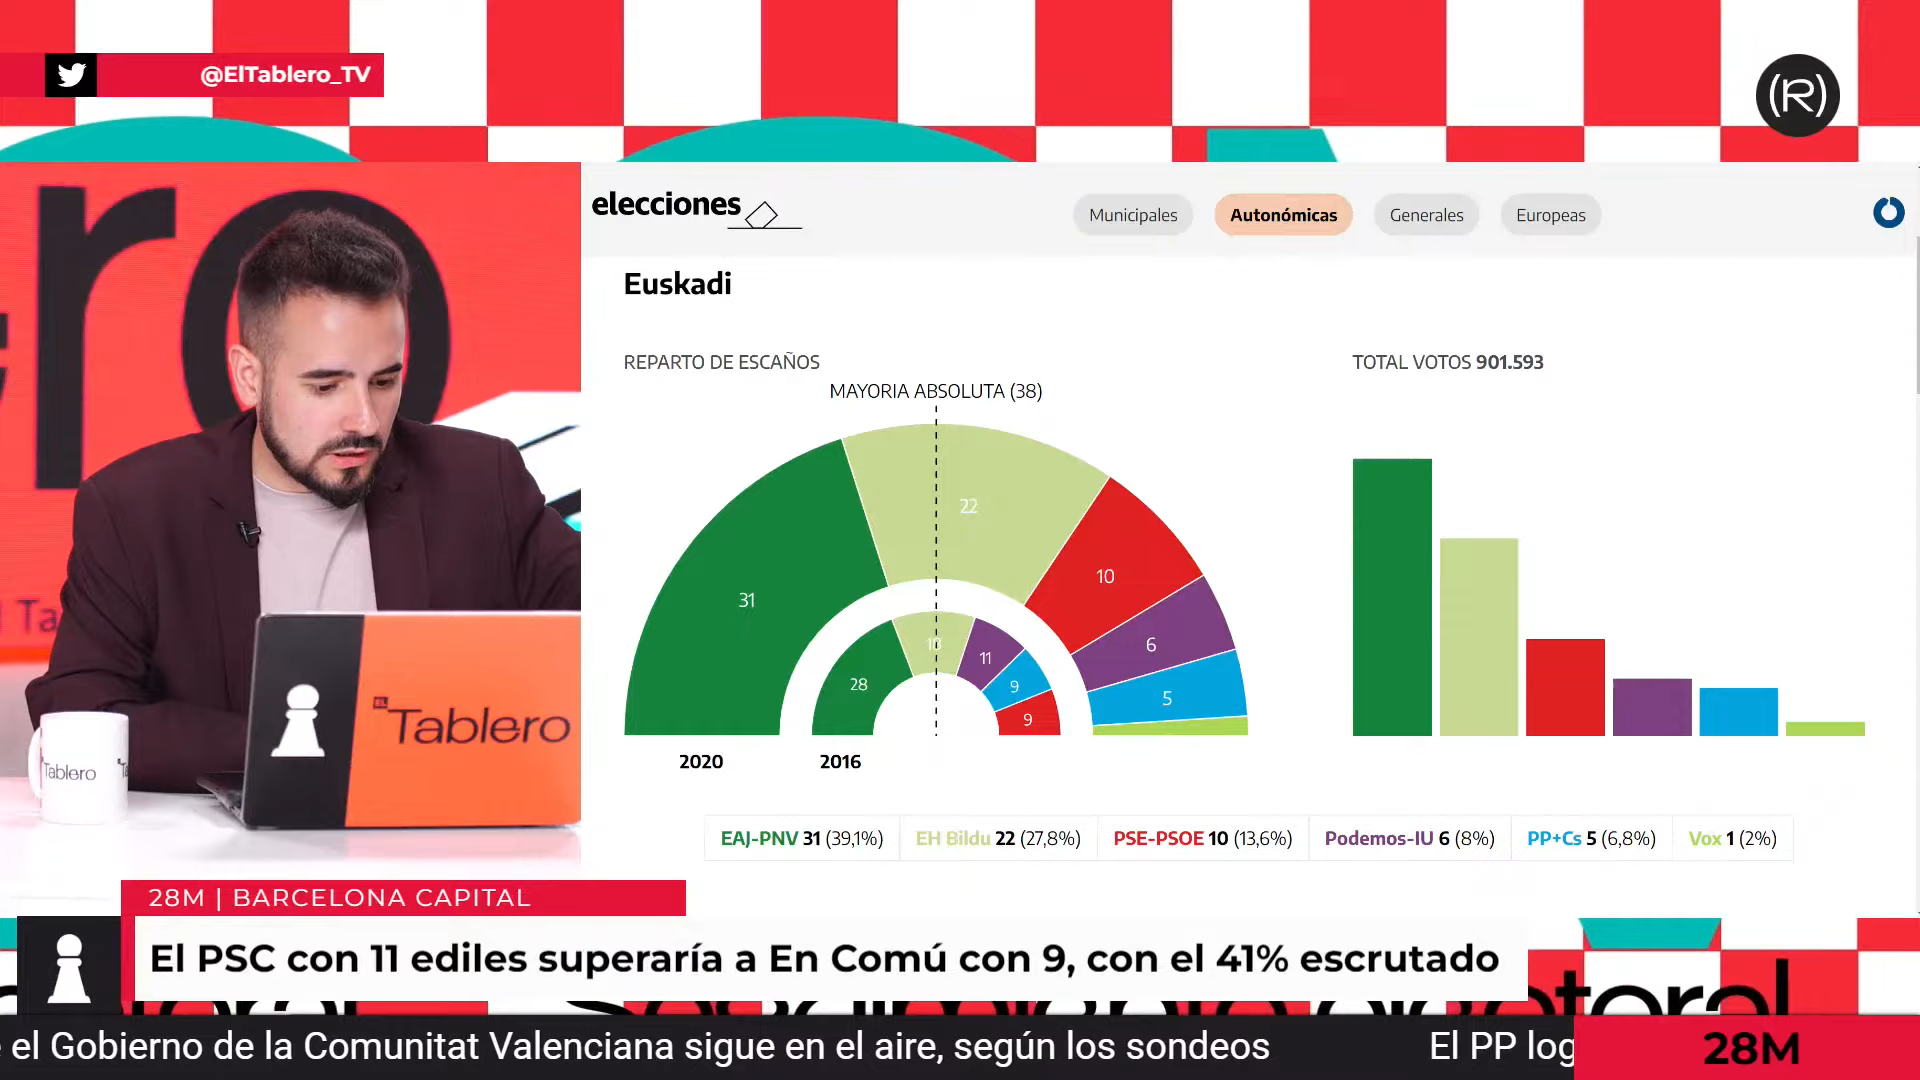 @ElTablero_TV
(R)
elecciones
Municipales
Autonómicas
Generales
Europeas
Euskadi
REPARTO DE ESCAÑOS
MAYORIA ABSOLUTA (38)
TOTAL VOTOS 901.593
31
22
10
6
5
28
11
9
9
2020
2016
EAJ-PNV 31 (39,1%)
EH Bildu 22 (27,8%)
PSE-PSOE 10 (13,6%)
Podemos-IU 6 (8%)
PP+Cs 5 (6,8%)
Vox 1 (2%)
EL
Tablero
Tablero
28M | BARCELONA CAPITAL
El PSC con 11 ediles superaría a En Comú con 9, con el 41% escrutado
el Gobierno de la Comunitat Valenciana sigue en el aire, según los sondeos
El PP log
28M